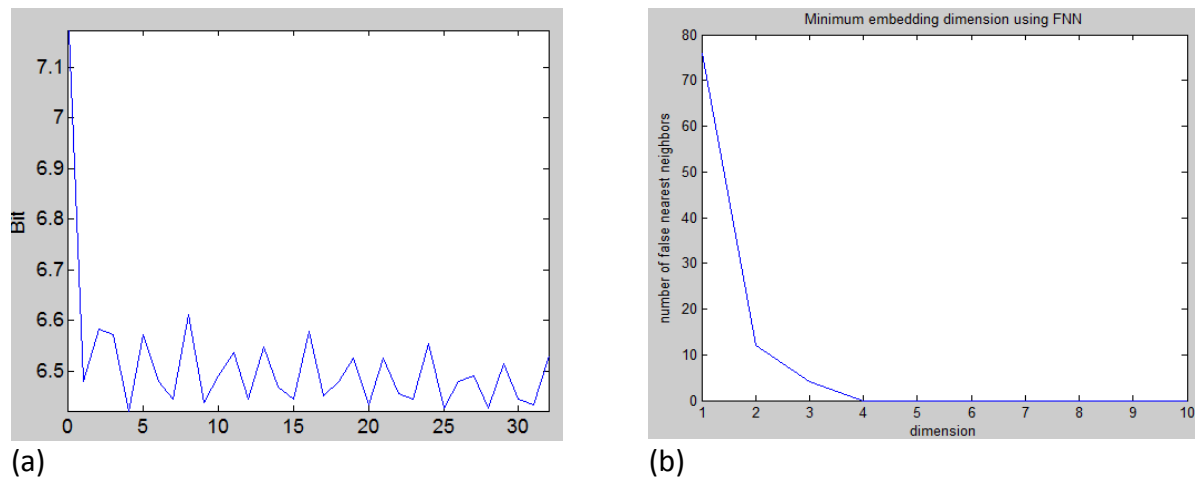 7.1
7
6.9
6.8
6.7
6.6
6.5
Bit
0 5 10 15 20 25 30
(a)
Minimum embedding dimension using FNN
80
70
60
50
40
30
20
10
0
number of false nearest neighbors
1 2 3 4 5 6 7 8 9 10
dimension
(b)